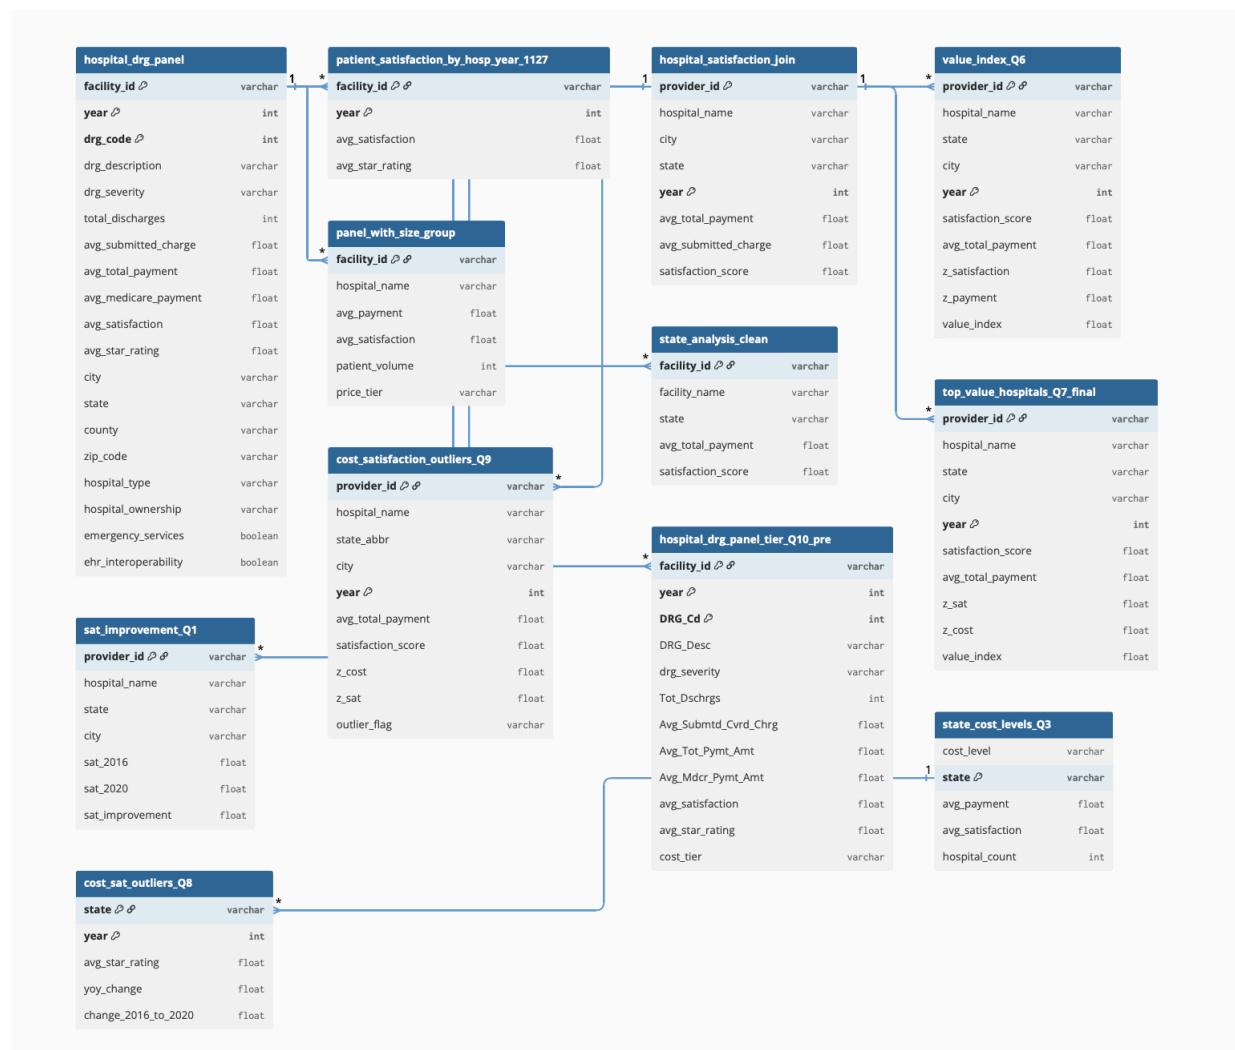 hospital_drg_panel
facility_id varchar
year int
drg_code int
drg_description varchar
drg_severity varchar
total_discharges int
avg_submitted_charge float
avg_total_payment float
avg_medicare_payment float
avg_satisfaction float
avg_star_rating float
city varchar
state varchar
county varchar
zip_code varchar
hospital_type varchar
hospital_ownership varchar
emergency_services boolean
ehr_interoperability boolean
1
*
patient_satisfaction_by_hosp_year_1127
facility_id varchar
year int
avg_satisfaction float
avg_star_rating float
*
panel_with_size_group
facility_id varchar
hospital_name varchar
avg_payment float
avg_satisfaction float
patient_volume int
price_tier varchar
cost_satisfaction_outliers_Q9
provider_id varchar
*
hospital_name varchar
state_abbr varchar
city varchar
year int
avg_total_payment float
satisfaction_score float
z_cost float
z_sat float
outlier_flag varchar
1
hospital_satisfaction_join
provider_id varchar
1
hospital_name varchar
city varchar
state varchar
year int
avg_total_payment float
avg_submitted_charge float
satisfaction_score float
state_analysis_clean
*
facility_id varchar
facility_name varchar
state varchar
avg_total_payment float
satisfaction_score float
hospital_drg_panel_tier_Q10_pre
*
facility_id varchar
year int
DRG_Cd int
DRG_Desc varchar
drg_severity varchar
Tot_Dschrgs int
Avg_Submtd_Cvrd_Chrg float
Avg_Tot_Pymt_Amt float
Avg_Mdcr_Pymt_Amt float
avg_satisfaction float
avg_star_rating float
cost_tier varchar
value_index_Q6
*
provider_id varchar
hospital_name varchar
state varchar
city varchar
year int
satisfaction_score float
avg_total_payment float
z_satisfaction float
z_payment float
value_index float
top_value_hospitals_Q7_final
*
provider_id varchar
hospital_name varchar
state varchar
city varchar
year int
satisfaction_score float
avg_total_payment float
z_sat float
z_cost float
value_index float
state_cost_levels_Q3
cost_level varchar
1
state varchar
avg_payment float
avg_satisfaction float
hospital_count int
sat_improvement_Q1
provider_id varchar
*
hospital_name varchar
state varchar
city varchar
sat_2016 float
sat_2020 float
sat_improvement float
cost_sat_outliers_Q8
state varchar
*
year int
avg_star_rating float
yoy_change float
change_2016_to_2020 float